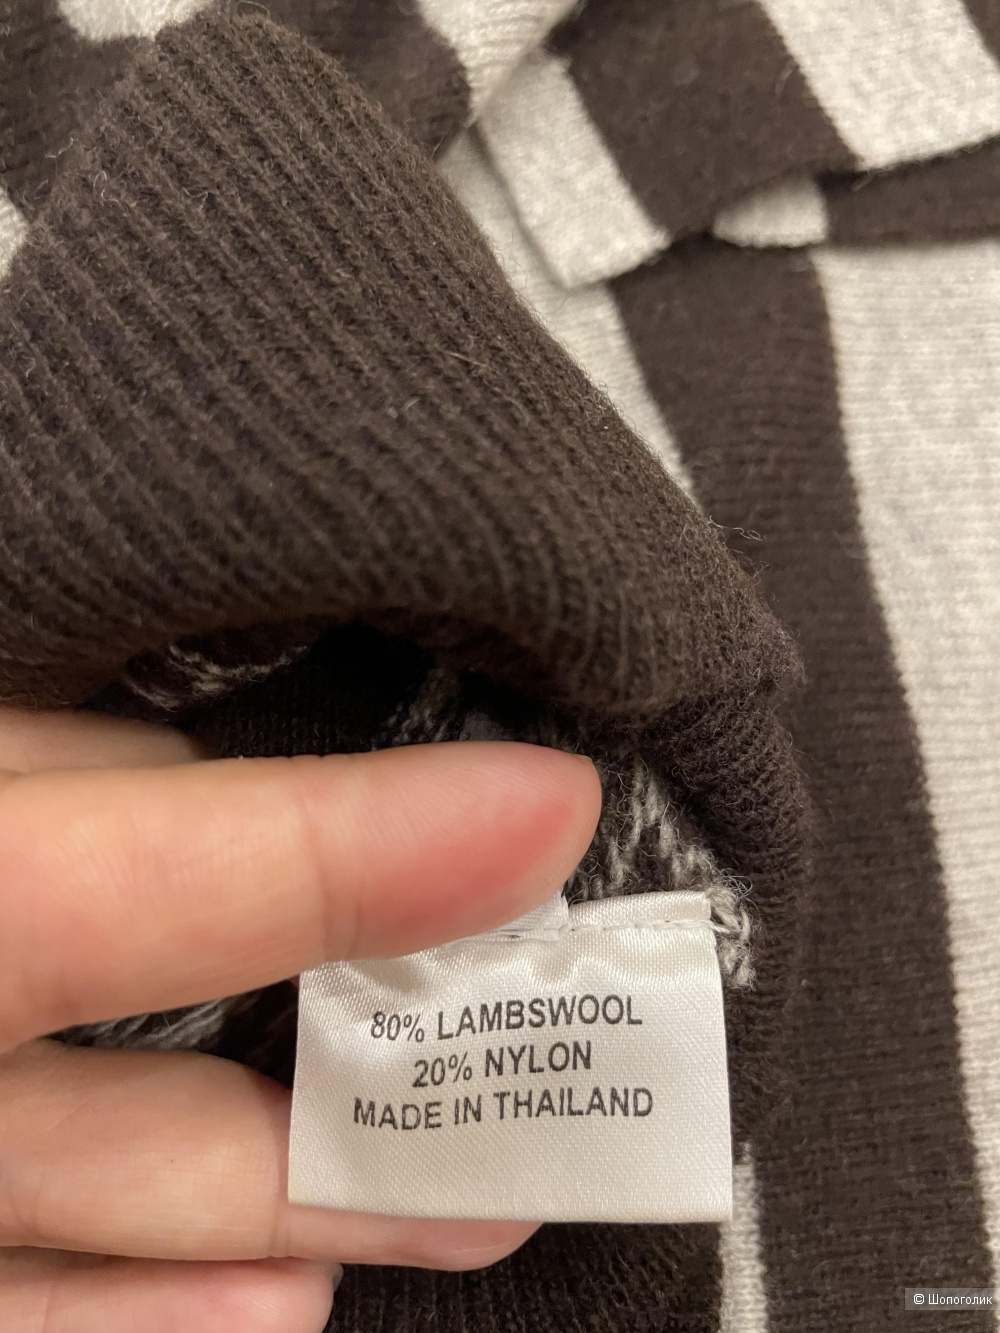 80% LAMBSWOOL
20% NYLON
MADE IN THAILAND
© Шопоголик